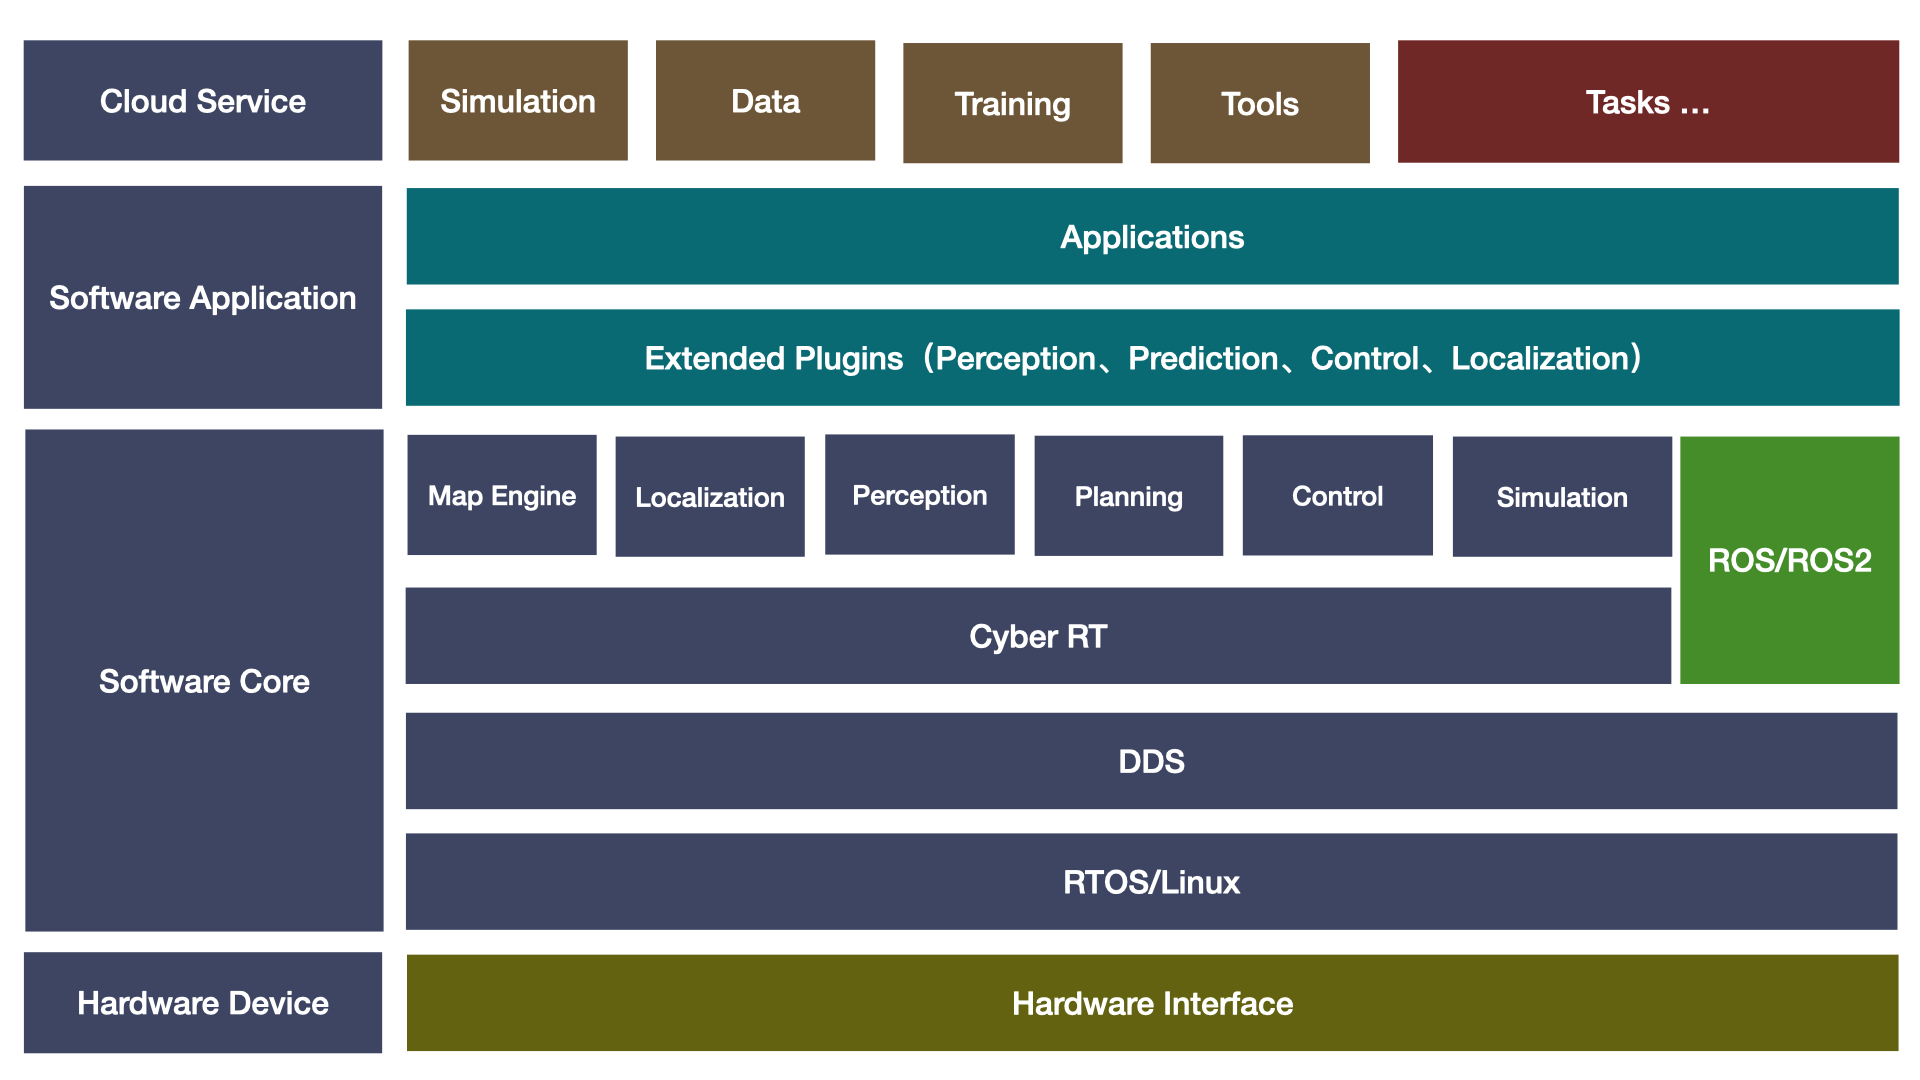 Cloud Service
Simulation
Data
Training
Tools
Tasks ...
Software Application
Applications
Extended Plugins（Perception、Prediction、Control、Localization）
Software Core
Map Engine
Localization
Perception
Planning
Control
Simulation
ROS/ROS2
Cyber RT
DDS
RTOS/Linux
Hardware Device
Hardware Interface